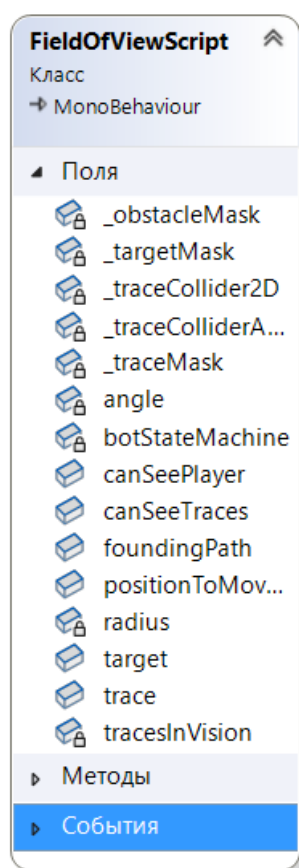 FieldOfViewScript
Класс
MonoBehaviour
Поля
_obstacleMask
_targetMask
_traceCollider2D
_traceColliderA...
_traceMask
angle
botStateMachine
canSeePlayer
canSeeTraces
foundingPath
positionToMov...
radius
target
trace
tracesInVision
Методы
События